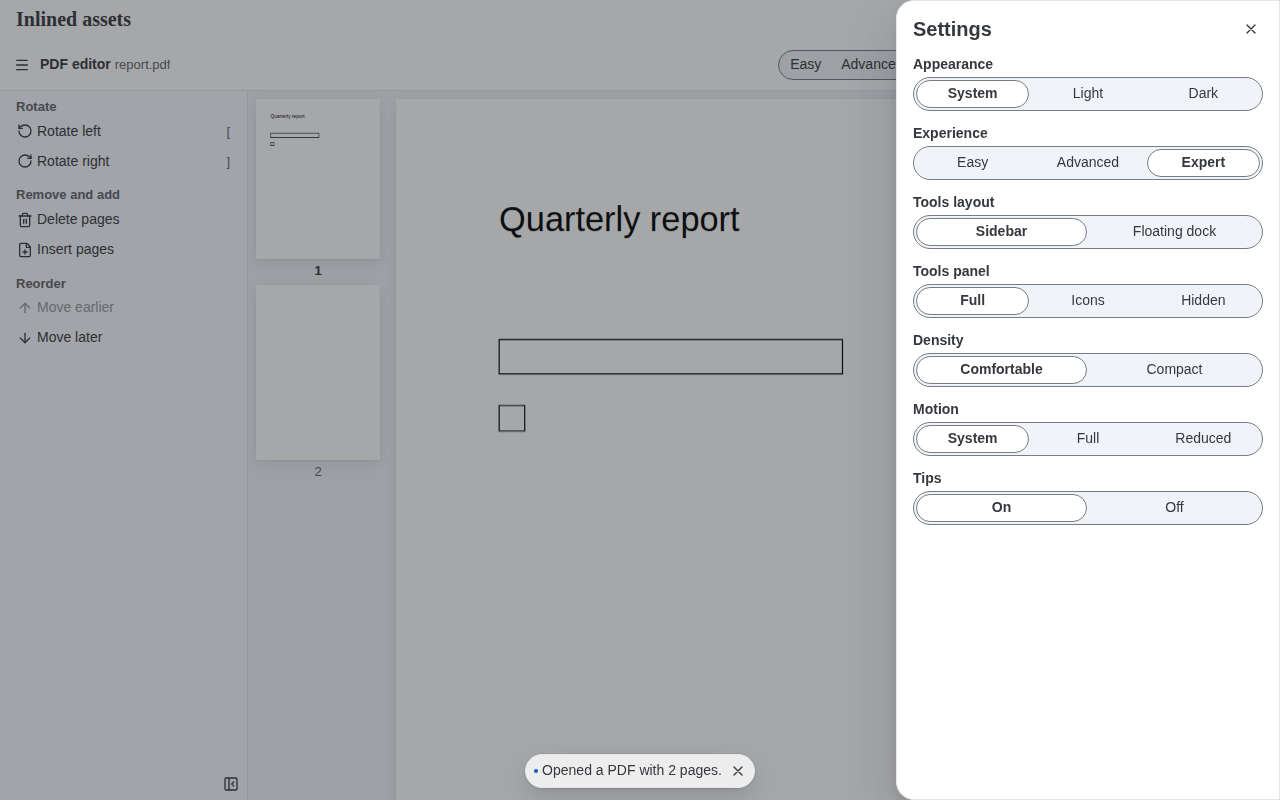 Inlined assets
PDF editor report.pdf
Easy Advance
Rotate
Rotate left [
Rotate right ]
Remove and add
Delete pages
Insert pages
Reorder
Move earlier
Move later
Quarterly report
1
2
Quarterly report
Opened a PDF with 2 pages.
Settings
Appearance
System Light Dark
Experience
Easy Advanced Expert
Tools layout
Sidebar Floating dock
Tools panel
Full Icons Hidden
Density
Comfortable Compact
Motion
System Full Reduced
Tips
On Off